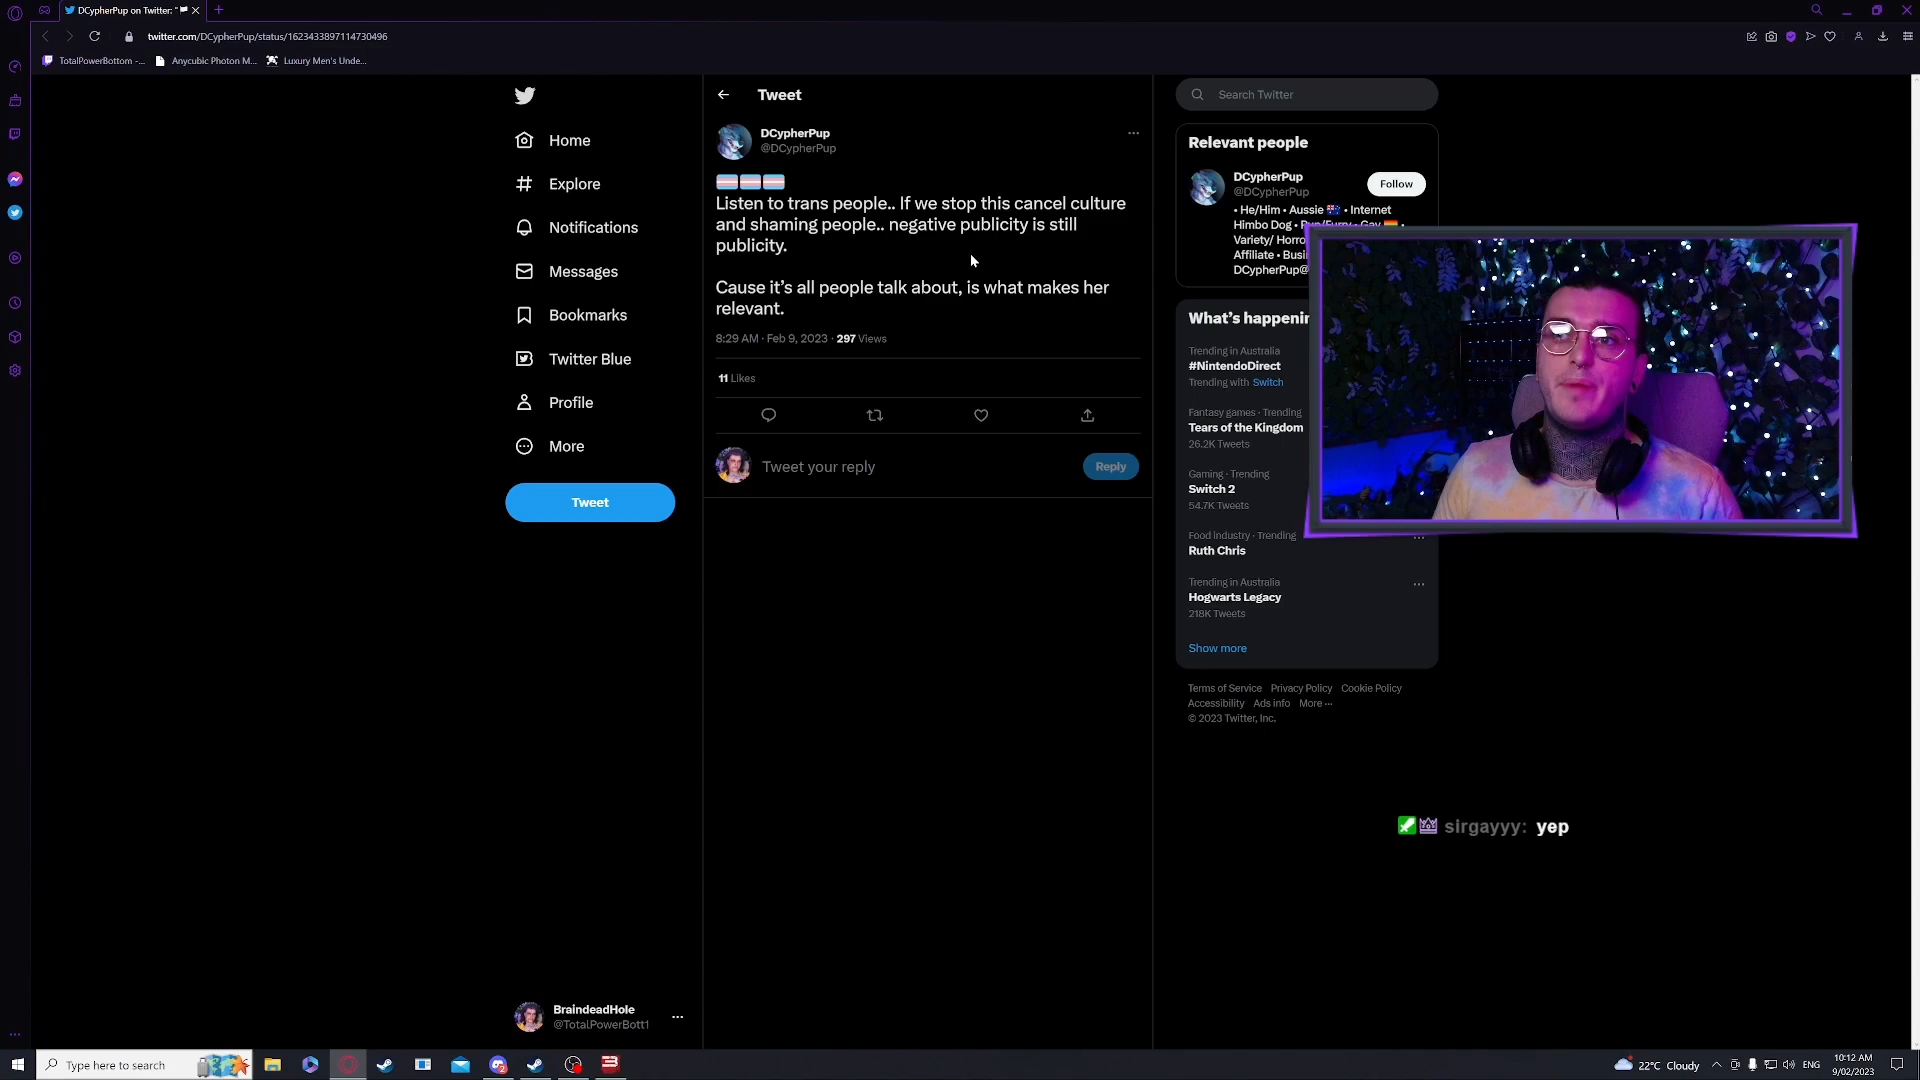 DCypherPup on Twitter: "
twitter.com/DCypherPup/status/1623433897114730496
TotalPowerBottom -...
Anycubic Photon M...
Luxury Men's Unde...
Home
Explore
Notifications
Messages
Bookmarks
Twitter Blue
Profile
More
Tweet
BraindeadHole
@TotalPowerBott1
Tweet
DCypherPup
@DCypherPup
Listen to trans people.. If we stop this cancel culture
and shaming people.. negative publicity is still
publicity.
Cause it's all people talk about, is what makes her
relevant.
8:29 AM · Feb 9, 2023 · 297 Views
11 Likes
Tweet your reply
Reply
Search Twitter
Relevant people
DCypherPup
@DCypherPup
Follow
• He/Him • Aussie • Internet
Himbo Dog • Pup/Furry • Gay •
Variety/ Horro
Affiliate • Busi
DCypherPup@
What's happenin
Trending in Australia
#NintendoDirect
Trending with Switch
Fantasy games · Trending
Tears of the Kingdom
26.2K Tweets
Gaming · Trending
Switch 2
54.7K Tweets
Food industry · Trending
Ruth Chris
Trending in Australia
Hogwarts Legacy
218K Tweets
Show more
Terms of Service Privacy Policy Cookie Policy
Accessibility Ads info More ···
© 2023 Twitter, Inc.
sirgayyy: yep
Type here to search
22°C Cloudy
ENG
10:12 AM
9/02/2023